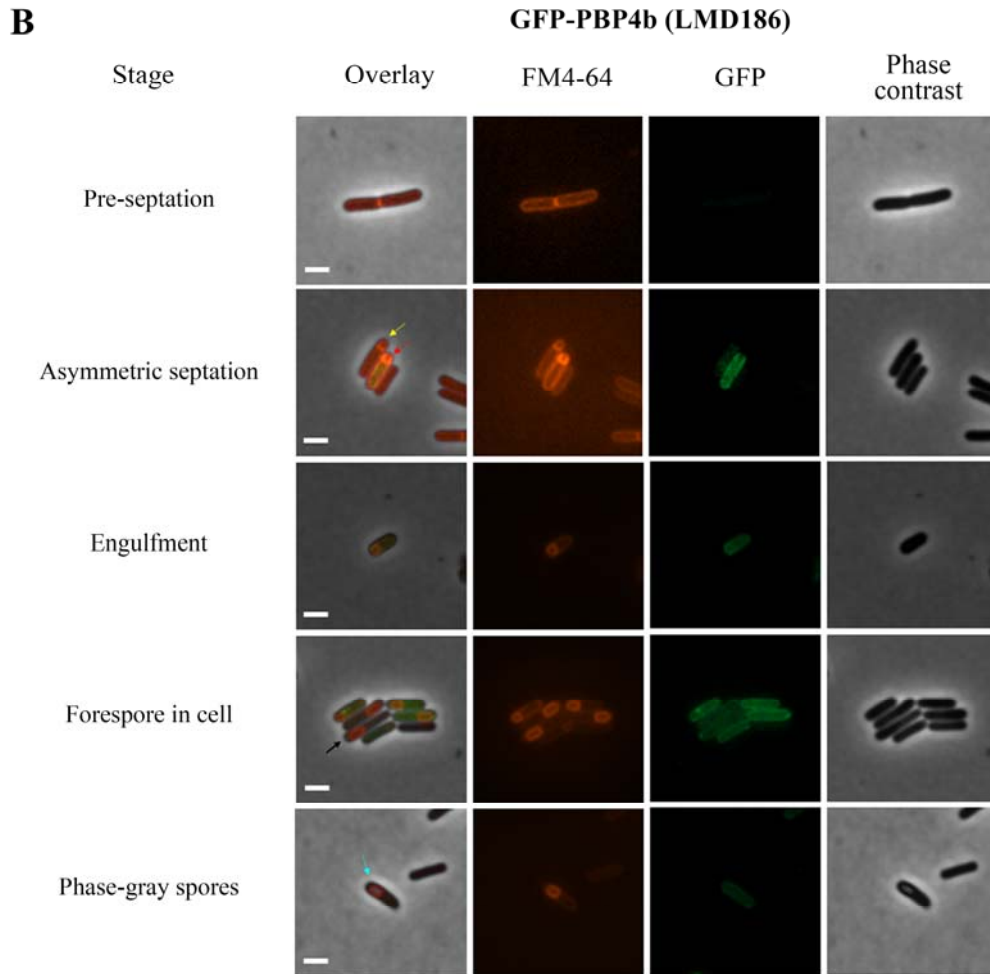 B
GFP-PBP4b (LMD186)
Stage
Overlay
FM4-64
GFP
Phase
contrast
Pre-septation
Asymmetric septation
Engulfment
Forespore in cell
Phase-gray spores